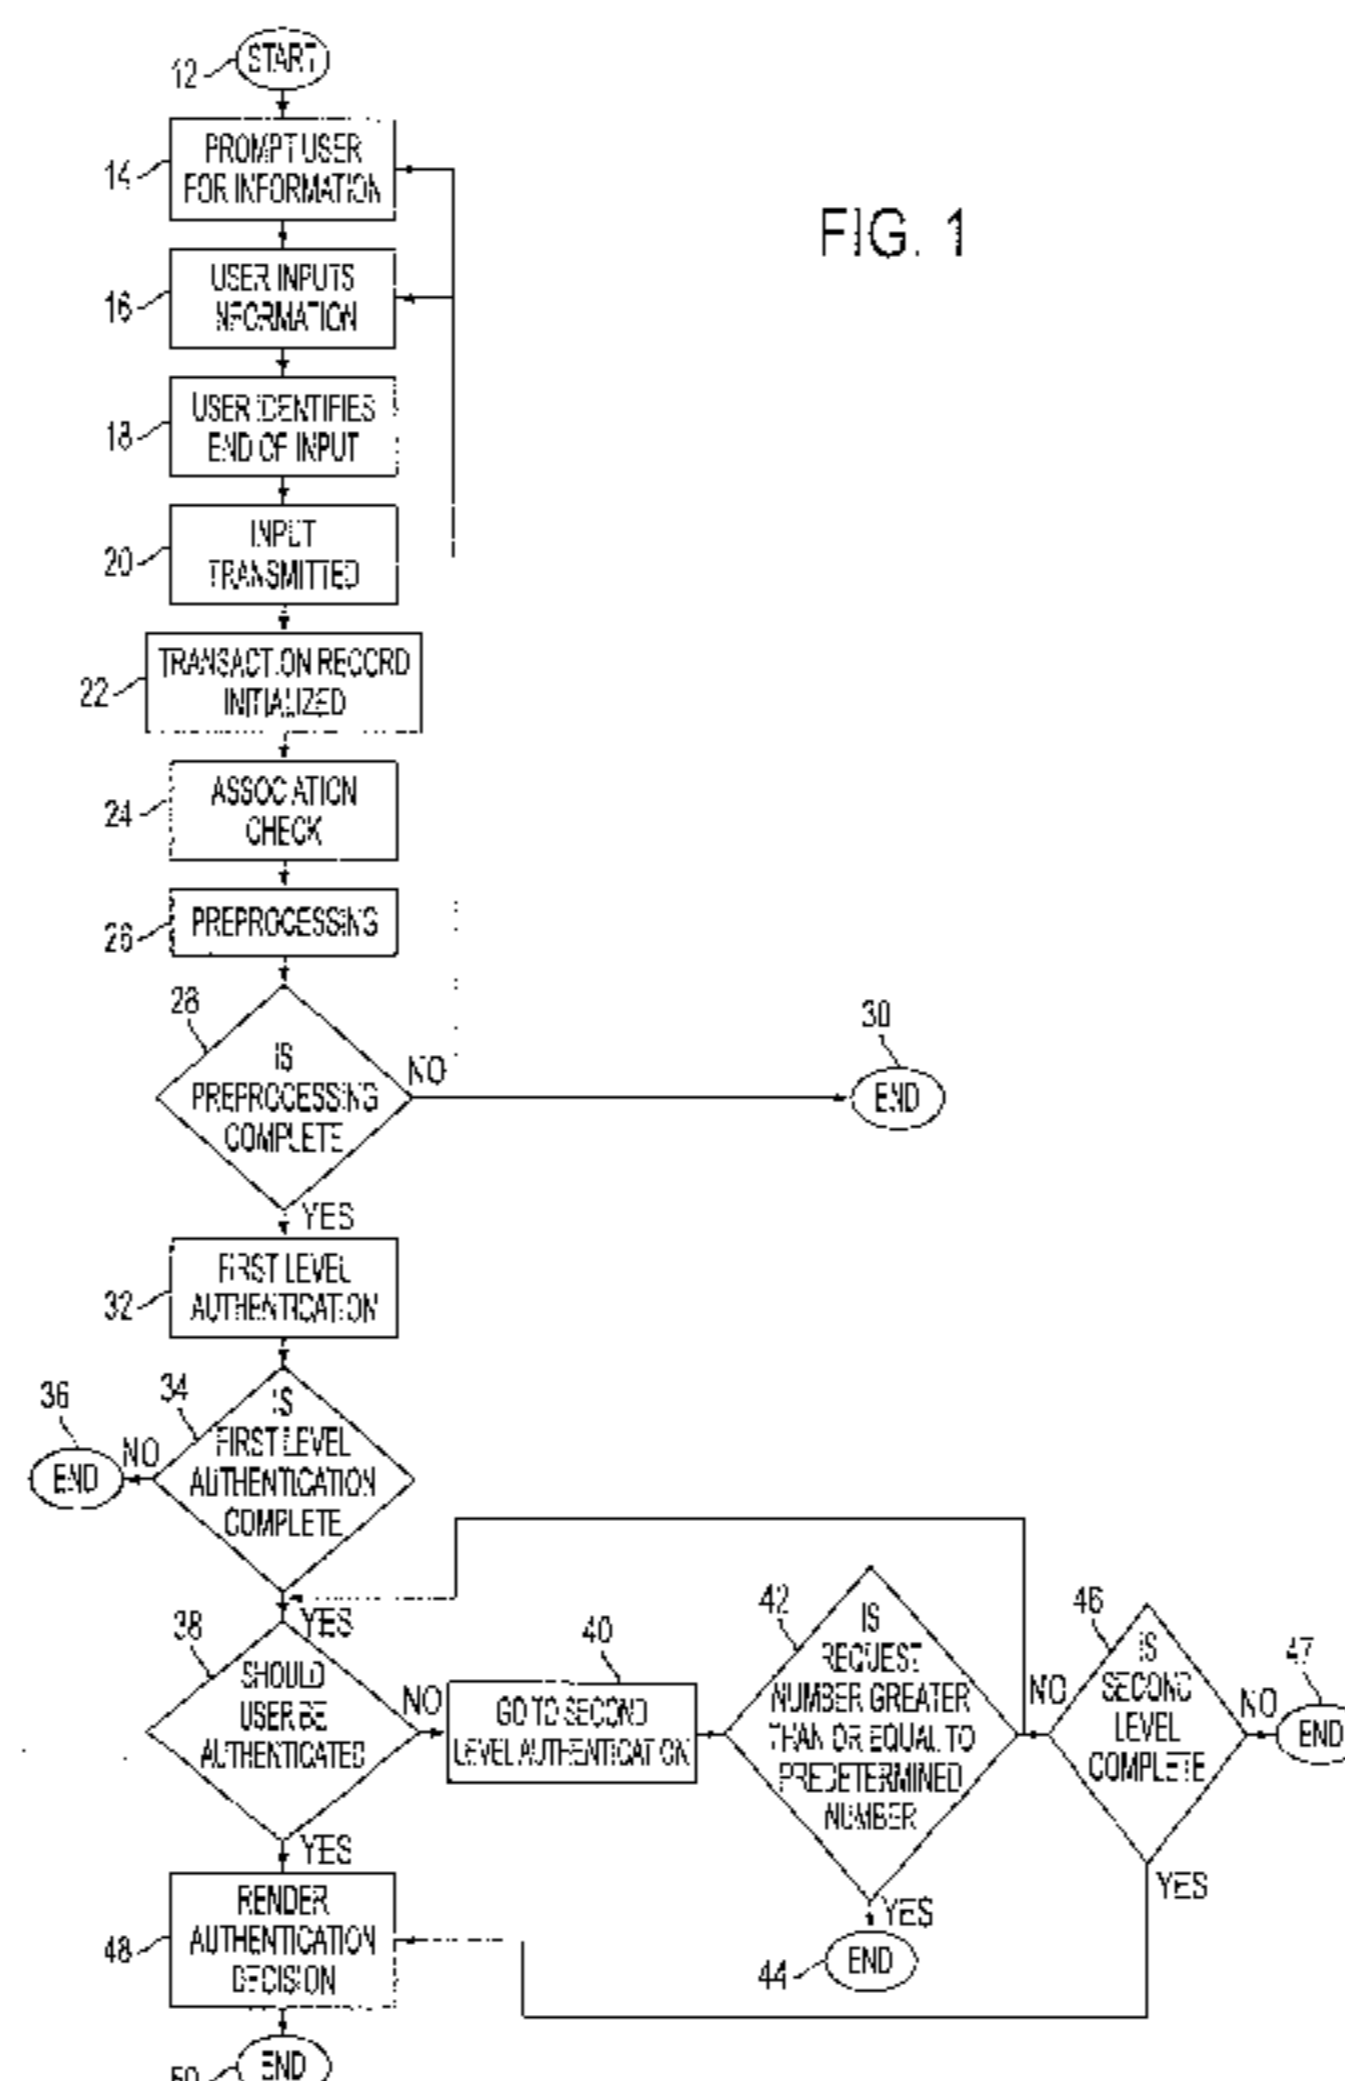 12
START
14
PROMPT USER
FOR INFORMATION
FIG. 1
16
USER INPUTS
INFORMATION
18
USER IDENTIFIES
END OF INPUT
20
INPUT
TRANSMITTED
22
TRANSACTION RECORD
INITIALIZED
24
ASSOCIATION
CHECK
26
PREPROCESSING
28
IS
PREPROCESSING
COMPLETE
NO
30
END
YES
32
FIRST LEVEL
AUTHENTICATION
34
IS
FIRST LEVEL
AUTHENTICATION
COMPLETE
36
NO
END
YES
38
SHOULD
USER BE
AUTHENTICATED
NO
40
GO TO SECOND
LEVEL AUTHENTICATION
42
IS
REQUEST
NUMBER GREATER
THAN OR EQUAL TO
PREDETERMINED
NUMBER
NO
46
IS
SECOND
LEVEL
COMPLETE
NO
47
END
YES
48
RENDER
AUTHENTICATION
DECISION
YES
44
END
YES
50
END